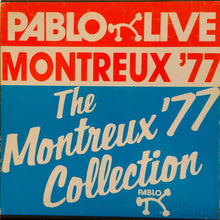 PABLO LIVE
MONTREUX '77
The
Montreux '77
Collection
PABLO